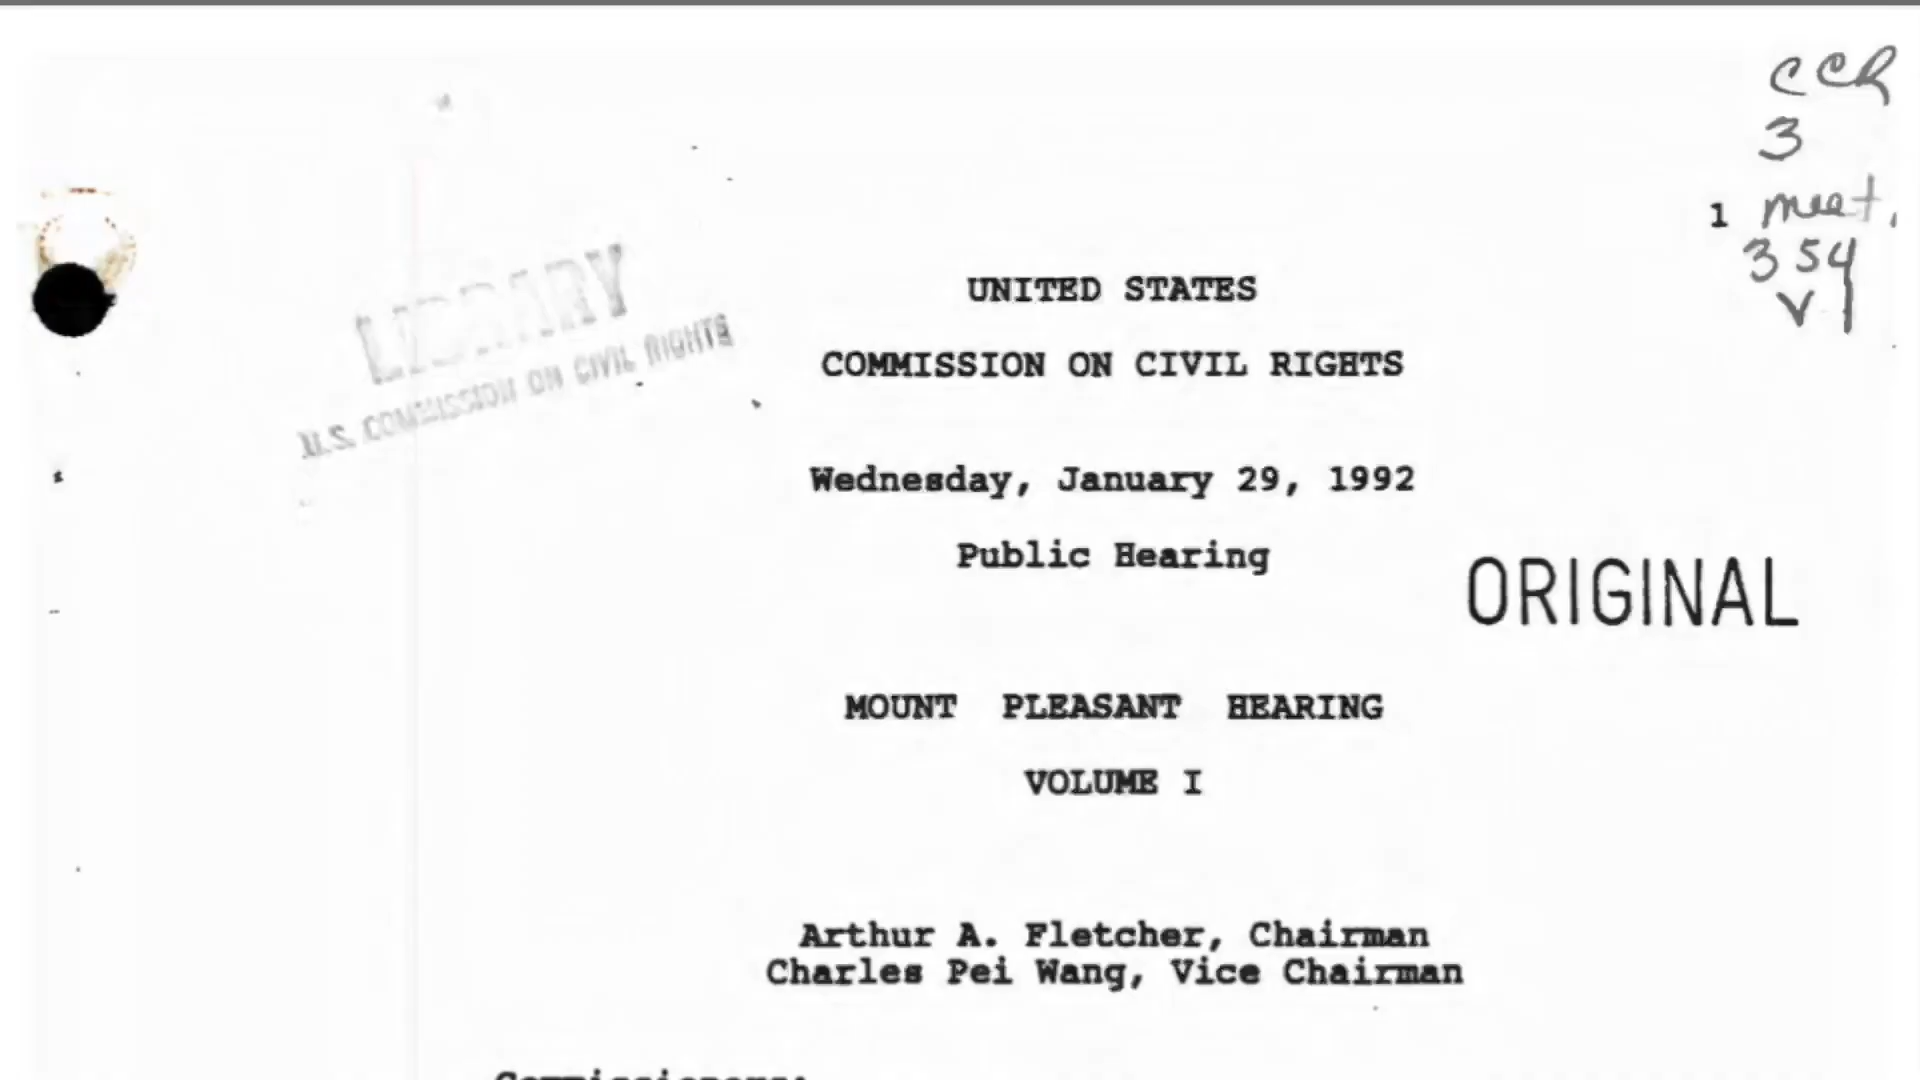 CCR
3
1 meet.
354
V1
LIBRARY
U.S. COMMISSION ON CIVIL RIGHTS
UNITED STATES
COMMISSION ON CIVIL RIGHTS
Wednesday, January 29, 1992
Public Hearing
ORIGINAL
MOUNT PLEASANT HEARING
VOLUME I
Arthur A. Fletcher, Chairman
Charles Pei Wang, Vice Chairman